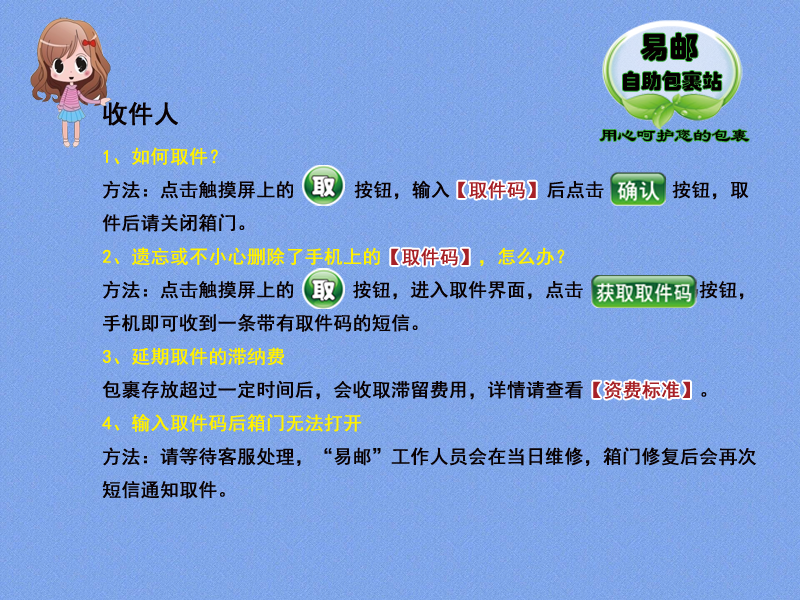 易邮
自助包裹站
用心呵护您的包裹
收件人
1、如何取件？
方法：点击触摸屏上的 取 按钮，输入【取件码】后点击 确认 按钮，取
件后请关闭箱门。
2、遗忘或不小心删除了手机上的【取件码】，怎么办？
方法：点击触摸屏上的 取 按钮，进入取件界面，点击 获取取件码 按钮，
手机即可收到一条带有取件码的短信。
3、延期取件的滞纳费
包裹存放超过一定时间后，会收取滞留费用，详情请查看【资费标准】。
4、输入取件码后箱门无法打开
方法：请等待客服处理，“易邮”工作人员会在当日维修，箱门修复后会再次
短信通知取件。